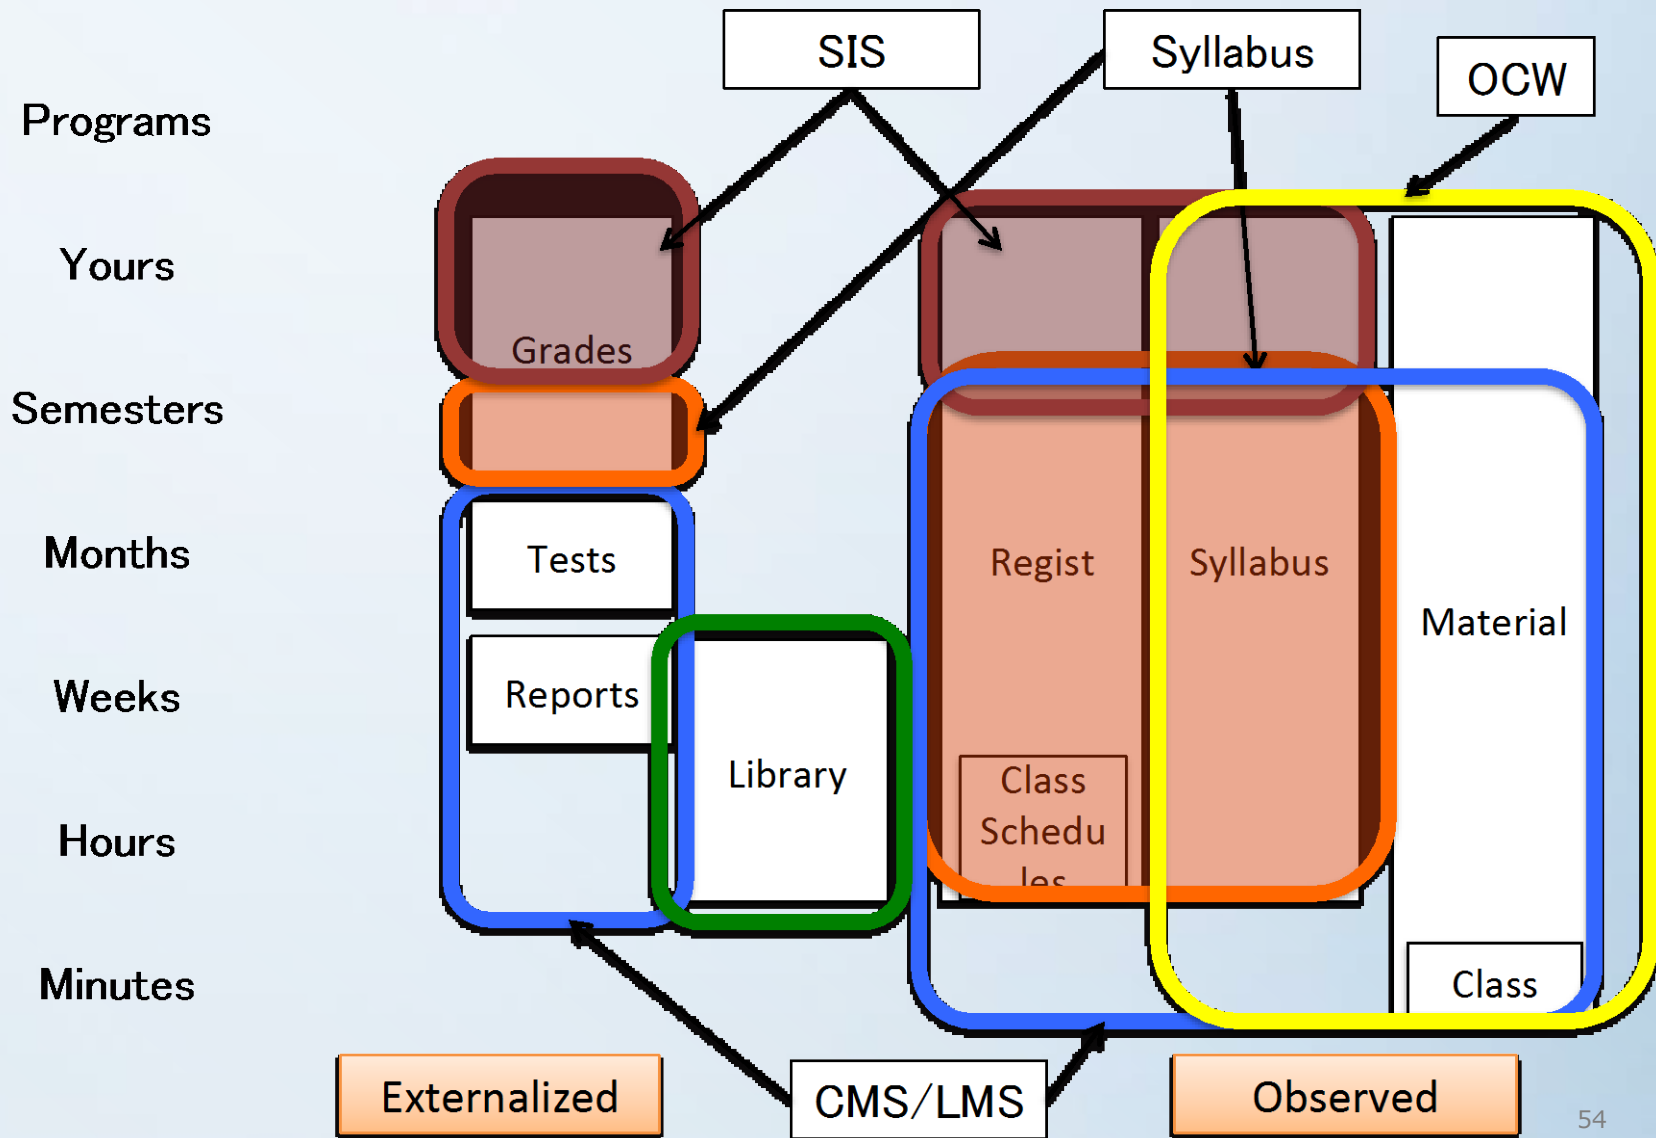 SIS
Syllabus
OCW
Programs
Yours
Grades
Semesters
Months
Tests
Regist
Syllabus
Material
Weeks
Reports
Library
Class
Schedu
les
Hours
Minutes
Class
Externalized
CMS/LMS
Observed
54